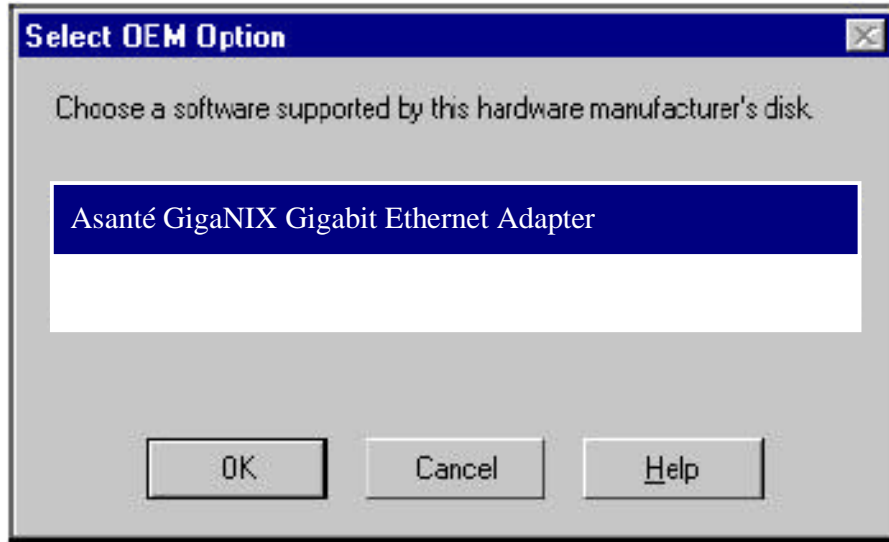 Select OEM Option
Choose a software supported by this hardware manufacturer's disk.
Asanté GigaNIX Gigabit Ethernet Adapter
OK
Cancel
Help